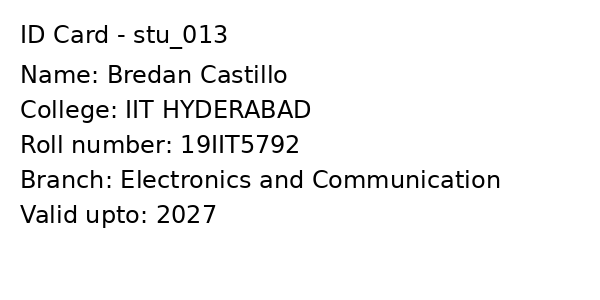 ID Card - stu_013
Name: Bredan Castillo
College: IIT HYDERABAD
Roll number: 19IIT5792
Branch: Electronics and Communication
Valid upto: 2027